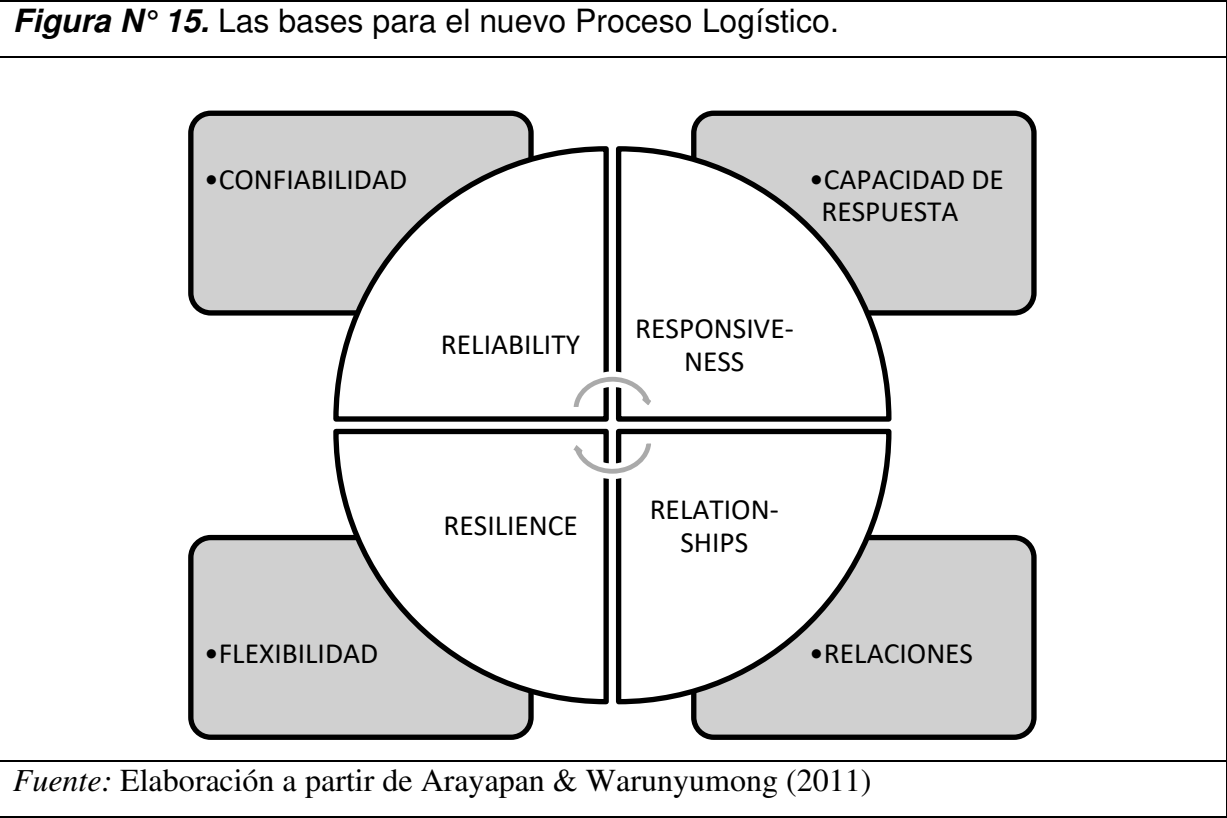 Figura N° 15. Las bases para el nuevo Proceso Logístico.
•CONFIABILIDAD
•CAPACIDAD DE
RESPUESTA
RELIABILITY
RESPONSIVE-
NESS
RESILIENCE
RELATION-
SHIPS
•FLEXIBILIDAD
•RELACIONES
Fuente: Elaboración a partir de Arayapan & Warunyumong (2011)